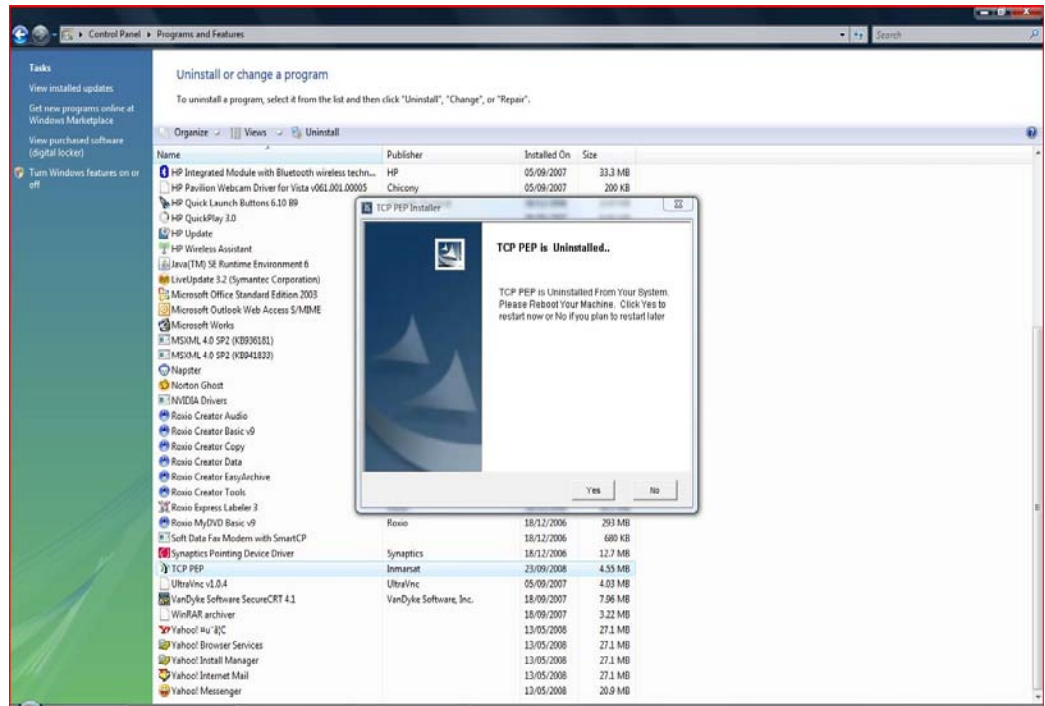 Control Panel ▸ Programs and Features
Search
Tasks
View installed updates
Get new programs online at
Windows Marketplace
View purchased software
(digital locker)
Turn Windows features on or
off
Uninstall or change a program
To uninstall a program, select it from the list and then click "Uninstall", "Change", or "Repair".
Organize Views Uninstall
Name Publisher Installed On Size
HP Integrated Module with Bluetooth wireless techn... HP 05/09/2007 33.3 MB
HP Pavilion Webcam Driver for Vista v061.001.00005 Chicony 05/09/2007 200 KB
HP Quick Launch Buttons 6.10 B9
HP QuickPlay 3.0
HP Update
HP Wireless Assistant
Java(TM) SE Runtime Environment 6
LiveUpdate 3.2 (Symantec Corporation)
Microsoft Office Standard Edition 2003
Microsoft Outlook Web Access S/MIME
Microsoft Works
MSXML 4.0 SP2 (KB936181)
MSXML 4.0 SP2 (KB941833)
Napster
Norton Ghost
NVIDIA Drivers
Roxio Creator Audio
Roxio Creator Basic v9
Roxio Creator Copy
Roxio Creator Data
Roxio Creator EasyArchive
Roxio Creator Tools
Roxio Express Labeler 3
Roxio MyDVD Basic v9 Roxio 18/12/2006 293 MB
Soft Data Fax Modem with SmartCP 18/12/2006 680 KB
Synaptics Pointing Device Driver Synaptics 18/12/2006 12.7 MB
TCP PEP Inmarsat 23/09/2008 4.55 MB
UltraVnc v1.0.4 UltraVnc 05/09/2007 4.03 MB
VanDyke Software SecureCRT 4.1 VanDyke Software, Inc. 18/09/2007 7.96 MB
WinRAR archiver 18/09/2007 3.22 MB
Yahoo! 13/05/2008 27.1 MB
Yahoo! Browser Services 13/05/2008 27.1 MB
Yahoo! Install Manager 13/05/2008 27.1 MB
Yahoo! Internet Mail 13/05/2008 27.1 MB
Yahoo! Messenger 13/05/2008 20.9 MB
TCP PEP Installer
TCP PEP is Uninstalled..
TCP PEP is Uninstalled From Your System.
Please Reboot Your Machine. Click Yes to
restart now or No if you plan to restart later
Yes No